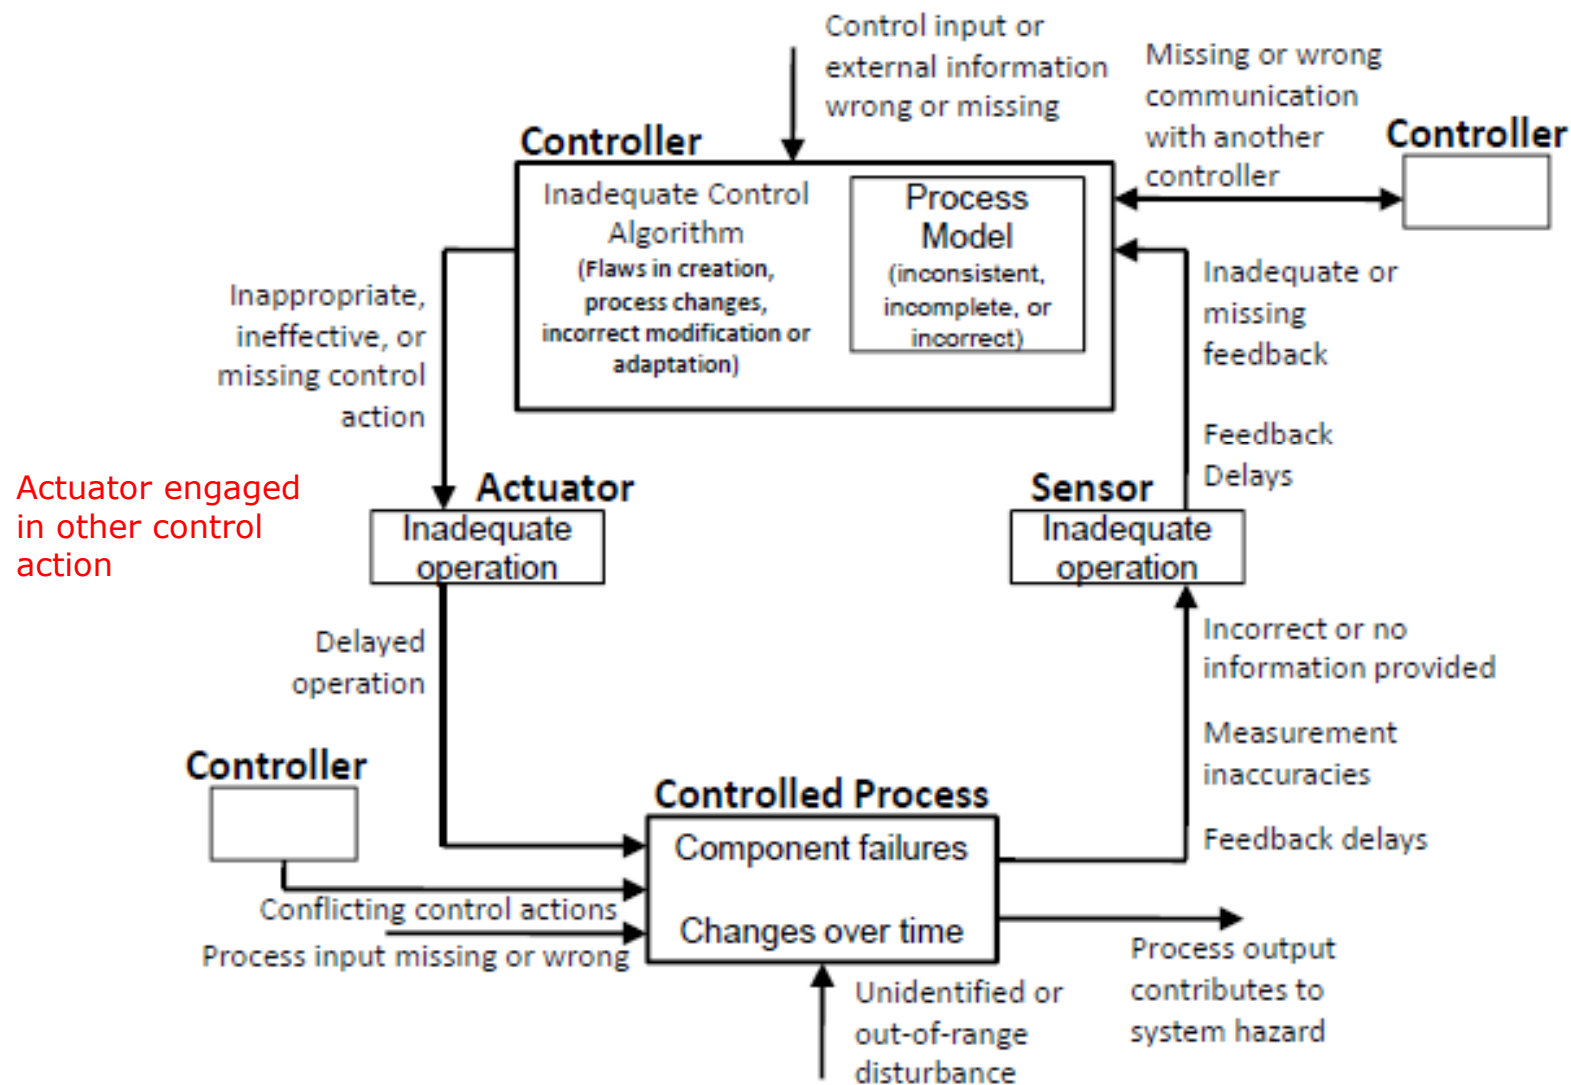 Control input or
external information
wrong or missing
Missing or wrong
communication
with another
controller
Controller
Controller
Inadequate Control
Algorithm
(Flaws in creation,
process changes,
incorrect modification or
adaptation)
Process
Model
(inconsistent,
incomplete, or
incorrect)
Inappropriate,
ineffective, or
missing control
action
Inadequate or
missing
feedback
Feedback
Delays
Actuator engaged
in other control
action
Actuator
Inadequate
operation
Sensor
Inadequate
operation
Delayed
operation
Incorrect or no
information provided
Measurement
inaccuracies
Feedback delays
Controller
Controlled Process
Component failures
Changes over time
Conflicting control actions
Process input missing or wrong
Unidentified or
out-of-range
disturbance
Process output
contributes to
system hazard